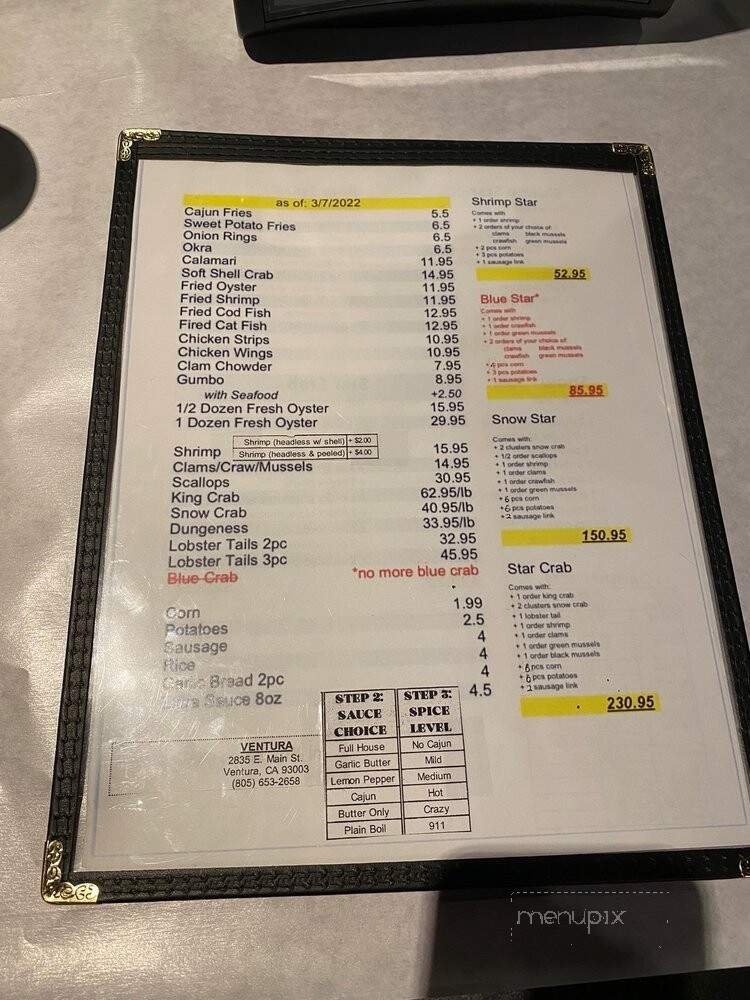 as of: 3/7/2022
Cajun Fries 5.5
Sweet Potato Fries 6.5
Onion Rings 6.5
Okra 6.5
Calamari 11.95
Soft Shell Crab 14.95
Fried Oyster 11.95
Fried Shrimp 11.95
Fried Cod Fish 12.95
Fired Cat Fish 12.95
Chicken Strips 10.95
Chicken Wings 10.95
Clam Chowder 7.95
Gumbo 8.95
with Seafood +2.50
1/2 Dozen Fresh Oyster 15.95
1 Dozen Fresh Oyster 29.95
Shrimp (headless w/ shell) + $2.00
Shrimp (headless & peeled) + $4.00
Shrimp 15.95
Clams/Craw/Mussels 14.95
Scallops 30.95
King Crab 62.95/lb
Snow Crab 40.95/lb
Dungeness 33.95/lb
Lobster Tails 2pc 32.95
Lobster Tails 3pc 45.95
Blue Crab *no more blue crab
Corn 1.99
Potatoes 2.5
Sausage 4
Rice 4
Garlic Bread 2pc 4
Sauce 8oz 4.5
VENTURA
2835 E. Main St.
Ventura, CA 93003
(805) 653-2658
STEP 2: SAUCE CHOICE
Full House
Garlic Butter
Lemon Pepper
Cajun
Butter Only
Plain Boil
STEP 3: SPICE LEVEL
No Cajun
Mild
Medium
Hot
Crazy
911
Shrimp Star
Comes with
+ 1 order shrimp
+ 2 orders of your choice of
clams black mussels
crawfish green mussels
+ 2 pcs corn
+ 3 pcs potatoes
+ 1 sausage link
52.95
Blue Star*
Comes with
+ 1 order shrimp
+ 1 order crawfish
+ 1 order green mussels
+ 2 orders of your choice of
clams black mussels
crawfish green mussels
+ 4 pcs corn
+ 3 pcs potatoes
+ 1 sausage link
85.95
Snow Star
Comes with:
+ 2 clusters snow crab
+ 1/2 order scallops
+ 1 order shrimp
+ 1 order clams
+ 1 order crawfish
+ 1 order green mussels
+ 6 pcs corn
+ 6 pcs potatoes
+ 2 sausage link
150.95
Star Crab
Comes with:
+ 1 order king crab
+ 2 clusters snow crab
+ 1 lobster tail
+ 1 order shrimp
+ 1 order clams
+ 1 order green mussels
+ 1 order black mussels
+ 6 pcs corn
+ 6 pcs potatoes
+ 2 sausage link
230.95
menupix